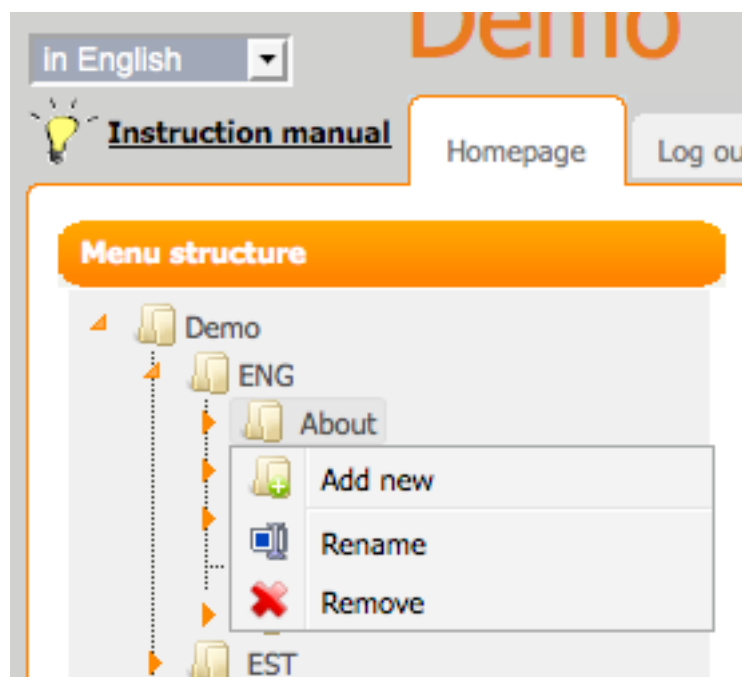 Demo
in English
Instruction manual
Homepage
Log ou
Menu structure
Demo
ENG
About
Add new
Rename
Remove
EST